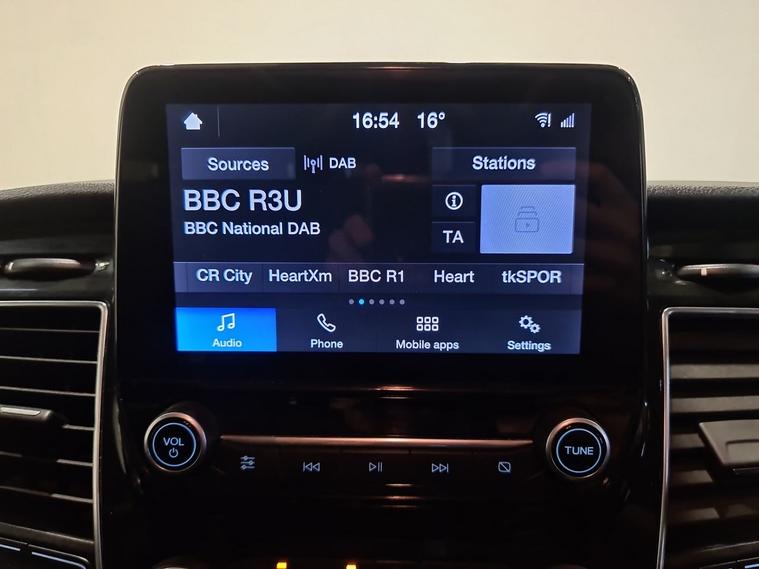 16:54 16°
Sources DAB Stations
BBC R3U
BBC National DAB
TA
CR City HeartXm BBC R1 Heart tkSPOR
Audio Phone Mobile apps Settings
VOL
TUNE